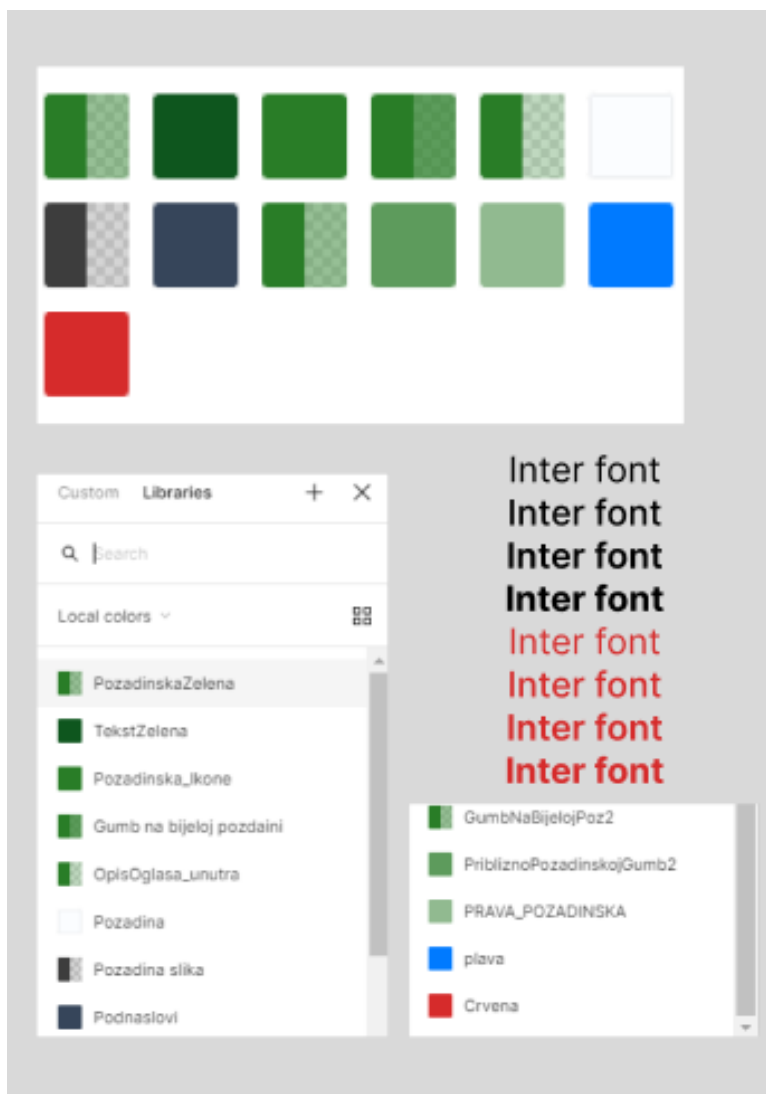 Custom Libraries
Search
Local colors
PozadinskaZelena
TekstZelena
Pozadinska_Ikone
Gumb na bijeloj pozdaini
OpisOglasa_unutra
Pozadina
Pozadina slika
Podnaslovi
Inter font
Inter font
Inter font
Inter font
Inter font
Inter font
Inter font
Inter font
GumbNaBijelojPoz2
PribliznoPozadinskojGumb2
PRAVA_POZADINSKA
plava
Crvena